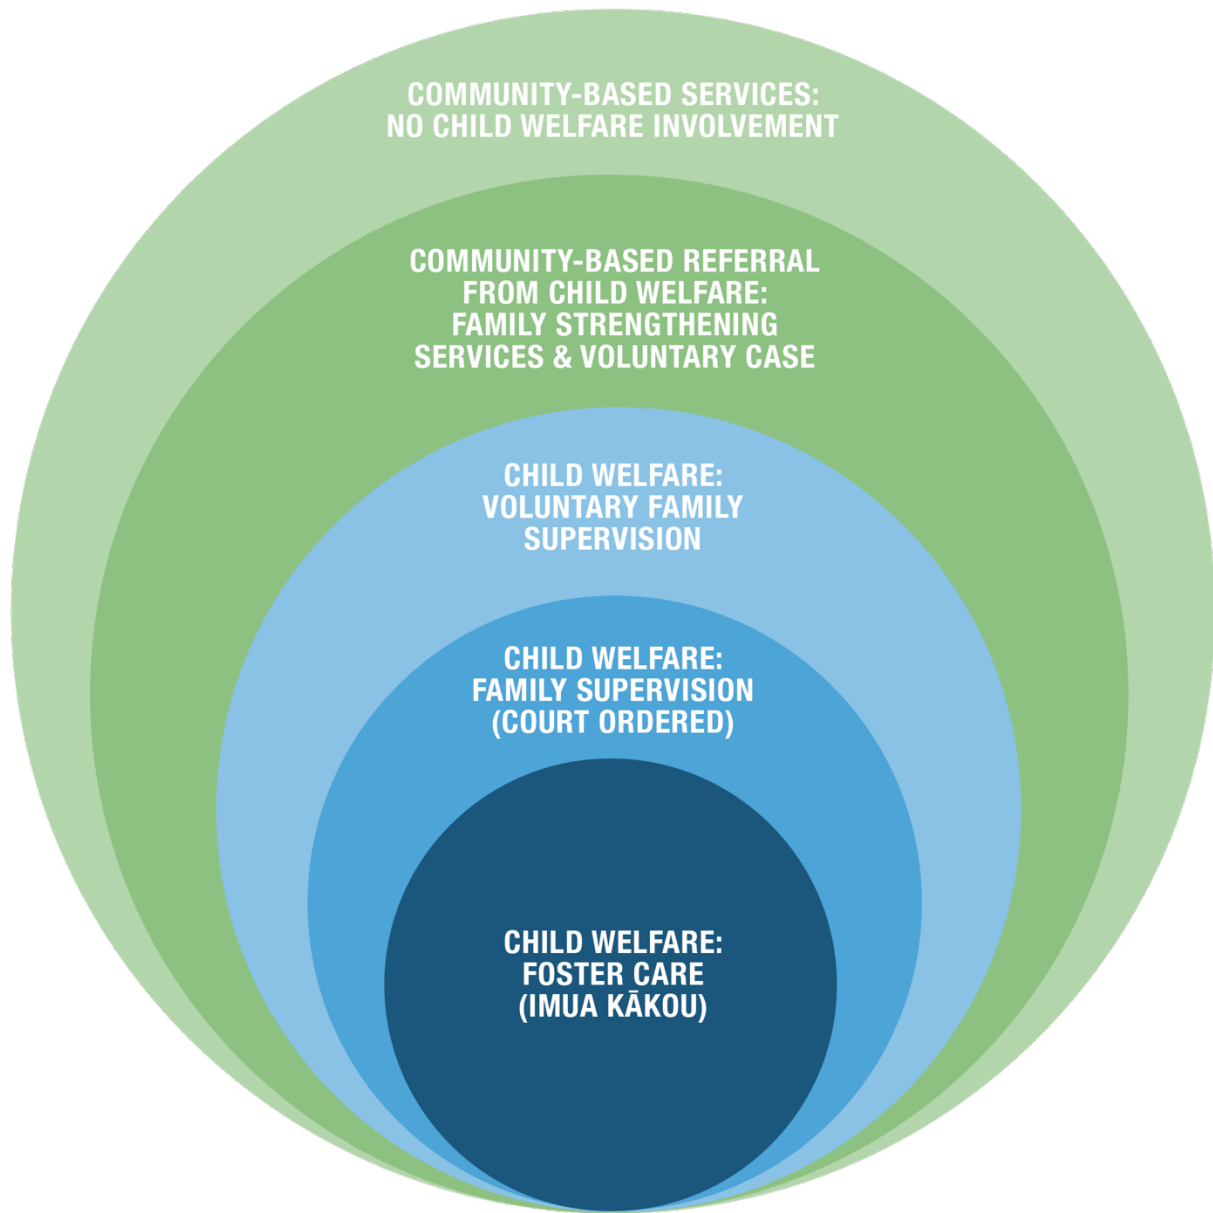 COMMUNITY-BASED SERVICES:
NO CHILD WELFARE INVOLVEMENT
COMMUNITY-BASED REFERRAL
FROM CHILD WELFARE:
FAMILY STRENGTHENING
SERVICES & VOLUNTARY CASE
CHILD WELFARE:
VOLUNTARY FAMILY
SUPERVISION
CHILD WELFARE:
FAMILY SUPERVISION
(COURT ORDERED)
CHILD WELFARE:
FOSTER CARE
(IMUA KĀKOU)